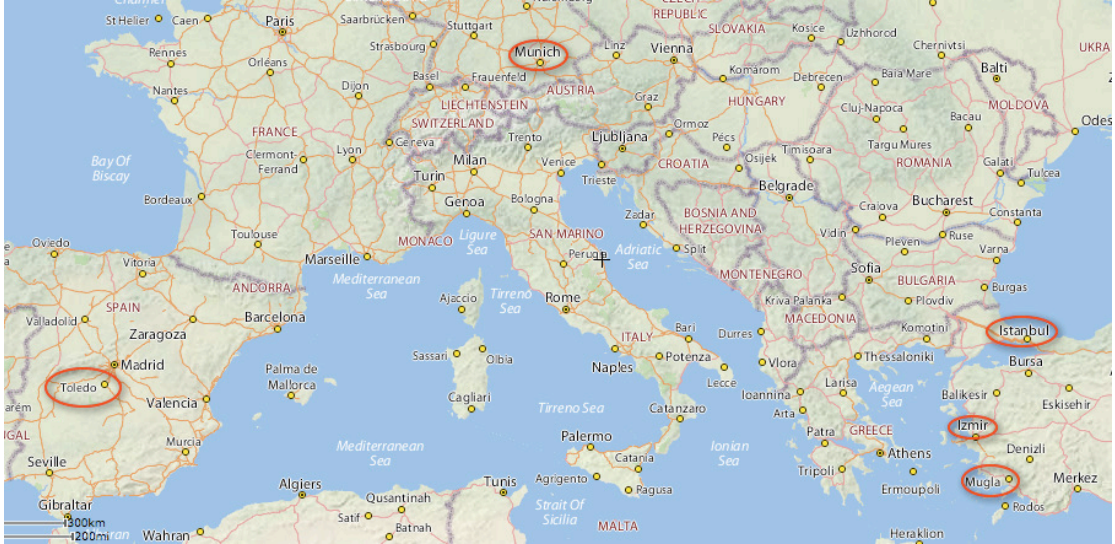 Channel
St Helier
Caen
Paris
Saarbrücken
Stuttgart
CZECH
REPUBLIC
SLOVAKIA
Kosice
Uzhhorod
Chernivtsi
UKRA
Rennes
Orléans
Strasbourg
Munich
Linz
Vienna
Balti
Nantes
Dijon
Basel
Frauenfeld
AUSTRIA
Komárom
Debrecen
Baia Mare
LIECHTENSTEIN
SWITZERLAND
Graz
HUNGARY
Cluj-Napoca
MOLDOVA
FRANCE
Geneva
Trento
Ljubljana
Ormoz
Pécs
Bacau
Odes
Bay Of
Biscay
Clermont-
Ferrand
Lyon
Milan
Venice
CROATIA
Osijek
Timisoara
Targu Mures
ROMANIA
Galati
Turin
Trieste
Tulcea
Bordeaux
Genoa
Bologna
Belgrade
Craiova
Bucharest
Zadar
BOSNIA AND
HERZEGOVINA
Constanta
Toulouse
MONACO
Ligure
Sea
SAN MARINO
Adriatic
Sea
Split
Vidin
Pleven
Ruse
Varna
Oviedo
Vitoria
Marseille
Perugia
Mediterranean
Sea
MONTENEGRO
Sofia
BULGARIA
ANDORRA
Tirreno
Sea
Burgas
SPAIN
Ajaccio
Rome
Kriva Palanka
Plovdiv
Valladolid
Zaragoza
Barcelona
MACEDONIA
Komotini
Istanbul
ITALY
Bari
Durres
Sassari
Olbia
Naples
Potenza
Vlora
Thessaloniki
Bursa
Madrid
Palma de
Mallorca
Lecce
Larisa
Aegean
Sea
Toledo
Ioannina
Balikesir
Eskisehir
Valencia
Cagliari
Tirreno Sea
Catanzaro
Arta
Izmir
Murcia
Mediterranean
Sea
Palermo
Ionian
Sea
Patra
GREECE
UGAL
Athens
Denizli
Seville
Catania
Tripoli
Agrigento
Mugla
Merkez
Algiers
Tunis
Ragusa
Ermoupoli
Gibraltar
Qusantinah
Strait Of
Sicilia
Rodos
300km
200mi
Satif
Batnah
MALTA
Wahran
Heraklion